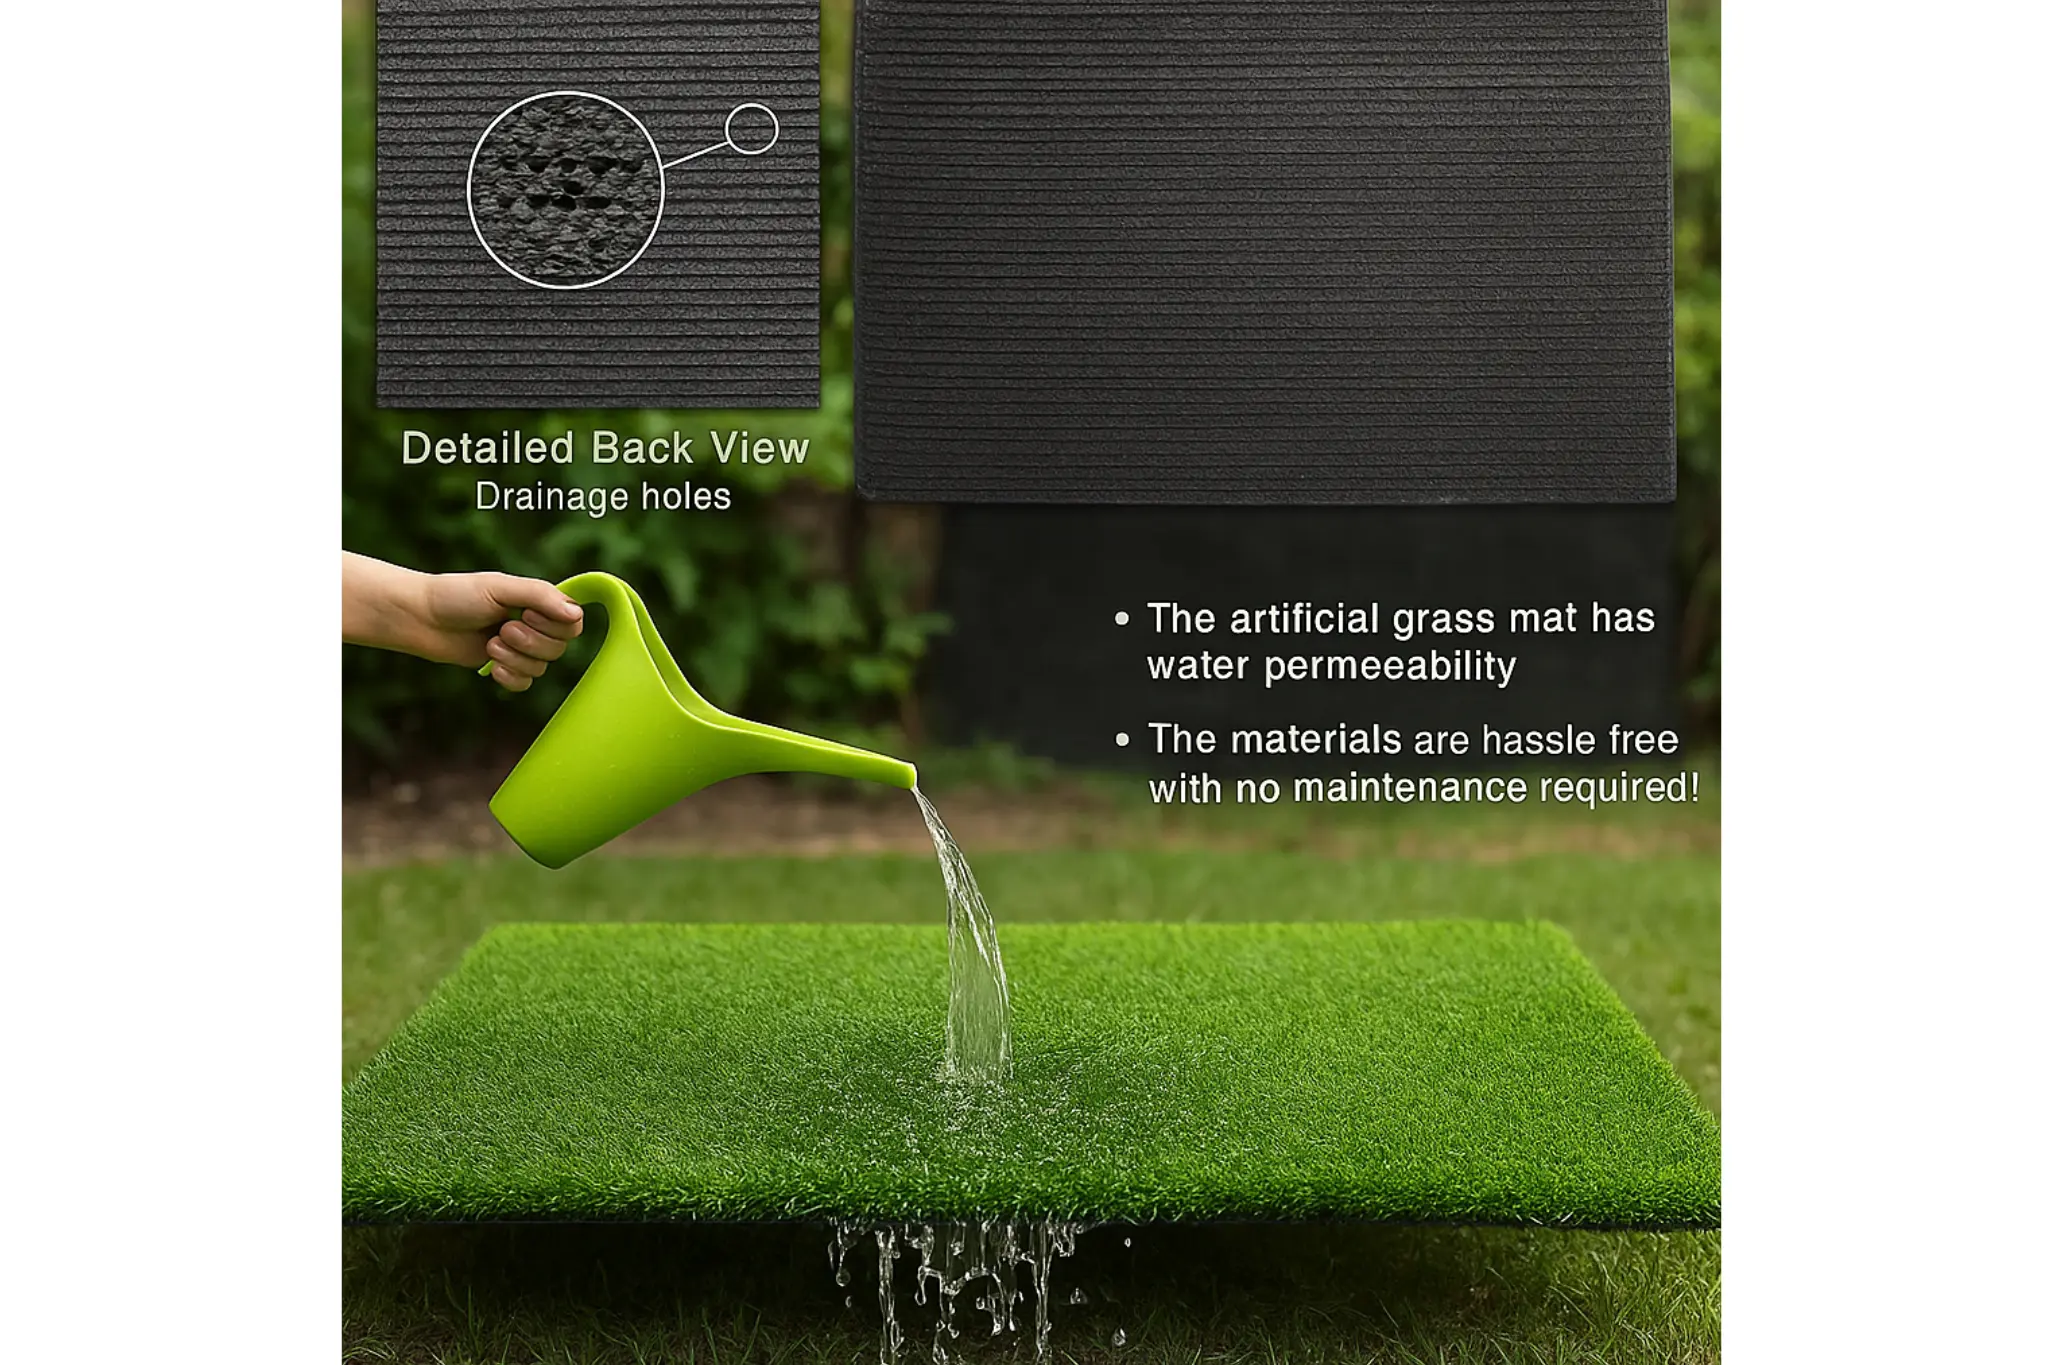 Detailed Back View
Drainage holes
• The artificial grass mat has
water permeeability
• The materials are hassle free
with no maintenance required!